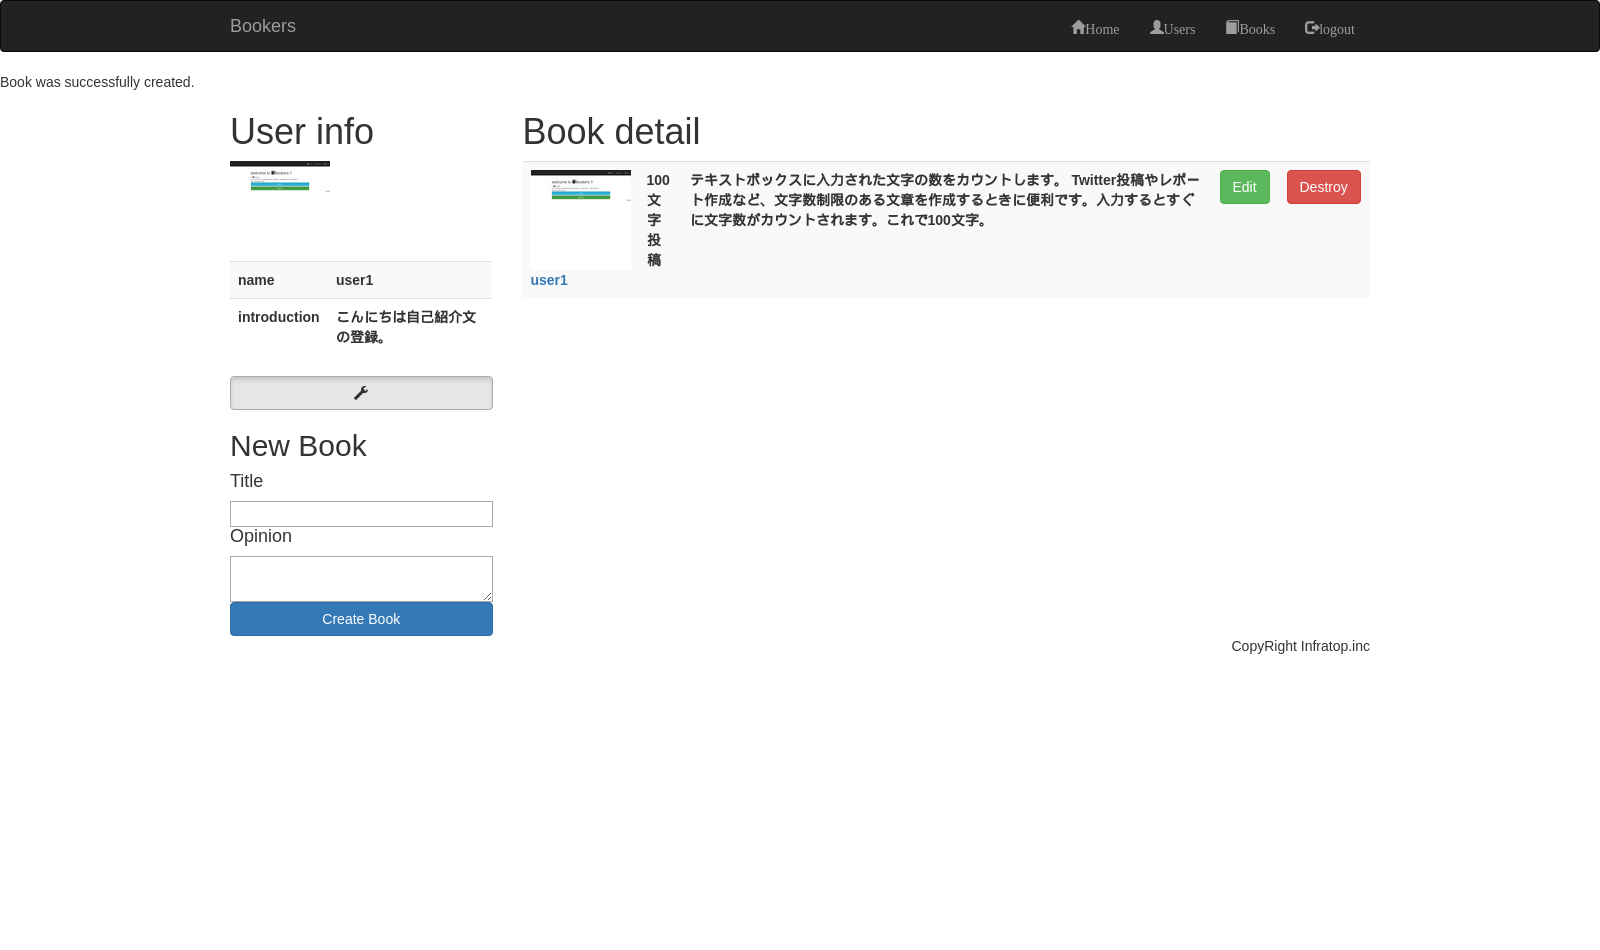 Bookers
Home
Users
Books
logout
Book was successfully created.
User info
name
user1
introduction
こんにちは自己紹介文
の登録。
New Book
Title
Opinion
Create Book
Book detail
user1
100
文
字
投
稿
テキストボックスに入力された文字の数をカウントします。 Twitter投稿やレポー
ト作成など、文字数制限のある文章を作成するときに便利です。入力するとすぐ
に文字数がカウントされます。これで100文字。
Edit
Destroy
CopyRight Infratop.inc